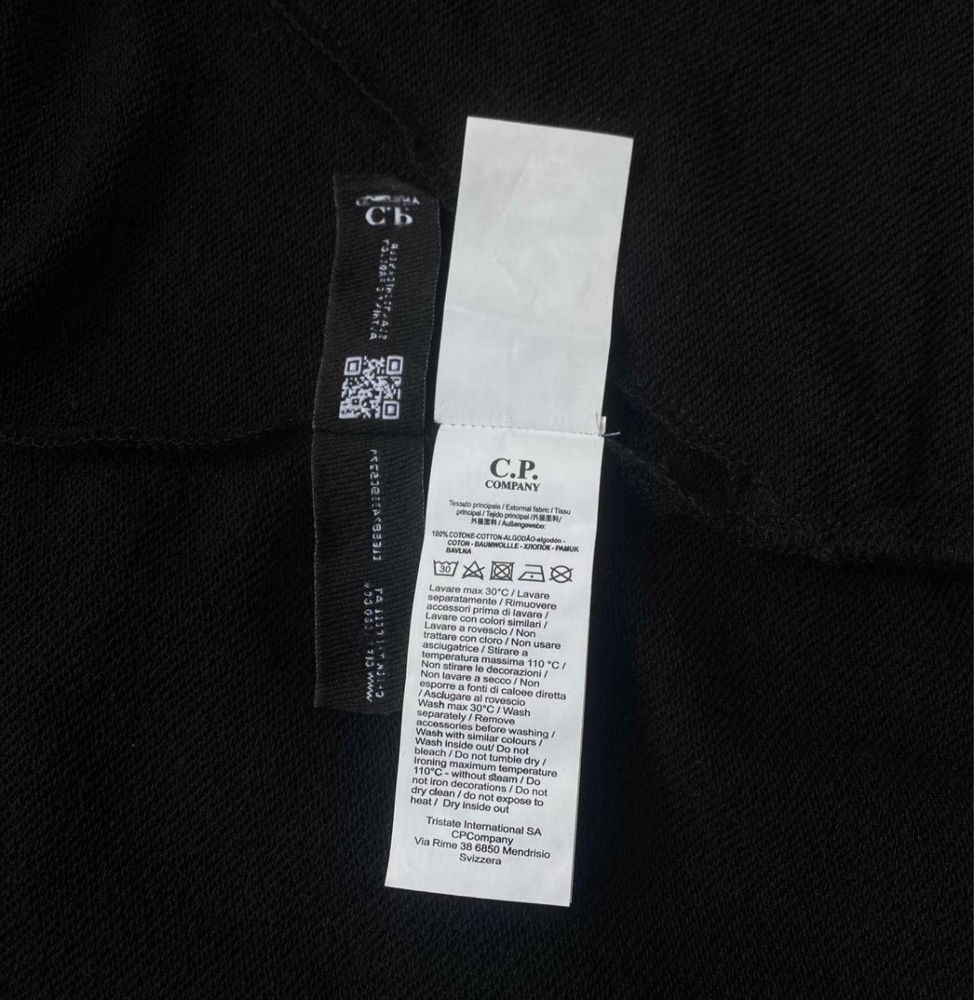 C.P.
COMPANY
Tessuto principale / Extornal fabric / Tissu
principal / Tejido principal /外层面料/
外層面料 / Außengewebe:
100% COTONE-COTTON-ALGODÃO-algodón-
COTON - BAUMWOLLLE - ХЛОПОК - PAMUK
BAVLNA
30
Lavare max 30°C / Lavare
separatamente / Rimuovere
accessori prima di lavare /
Lavare con colori similari /
Lavare a rovescio / Non
trattare con cloro / Non usare
asciugatrice / Stirare a
temperatura massima 110 °C /
Non stirare le decorazioni /
Non lavare a secco / Non
esporre a fonti di caloee diretta
/ Asclugare al rovescio
Wash max 30°C / Wash
separately / Remove
accessories before washing /
Wash with similar colours /
Wash inside out/ Do not
bleach / Do not tumble dry /
Ironing maximum temperature
110°C - without steam / Do
not iron decorations / Do not
dry clean / do not expose to
heat / Dry inside out
Tristate International SA
CPCompany
Via Rime 38 6850 Mendrisio
Svizzera